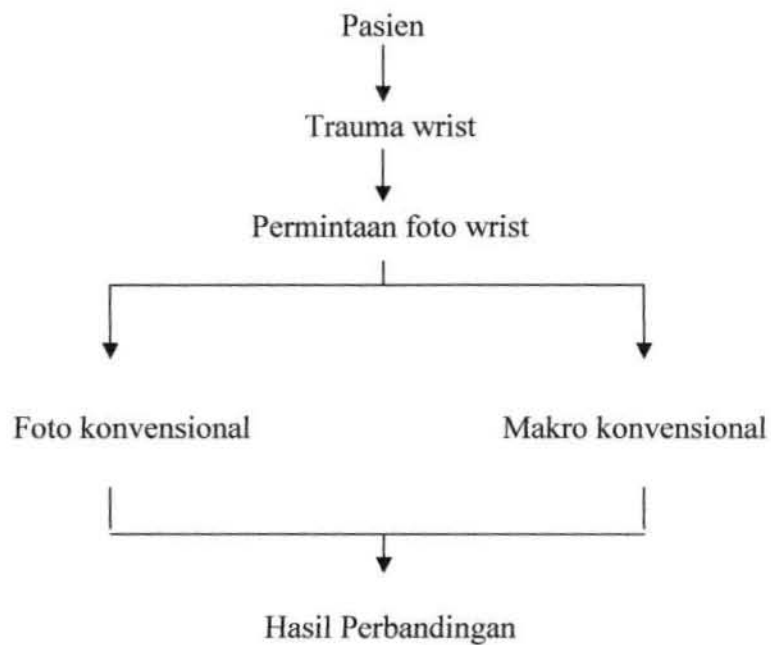 Pasien
Trauma wrist
Permintaan foto wrist
Foto konvensional
Makro konvensional
Hasil Perbandingan